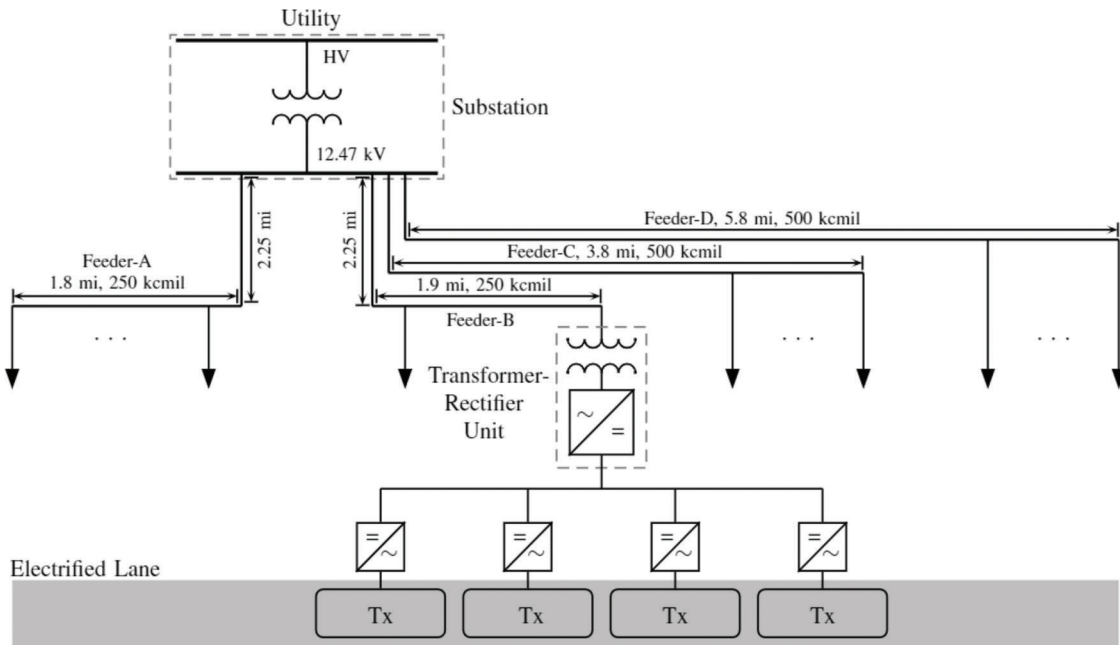 Utility
HV
Substation
12.47 kV
2.25 mi
2.25 mi
Feeder-D, 5.8 mi, 500 kcmil
Feeder-C, 3.8 mi, 500 kcmil
Feeder-A
1.8 mi, 250 kcmil
1.9 mi, 250 kcmil
Feeder-B
. . .
. . .
. . .
Transformer-
Rectifier
Unit
∼
=
=
∼
=
∼
=
∼
=
∼
Electrified Lane
Tx
Tx
Tx
Tx